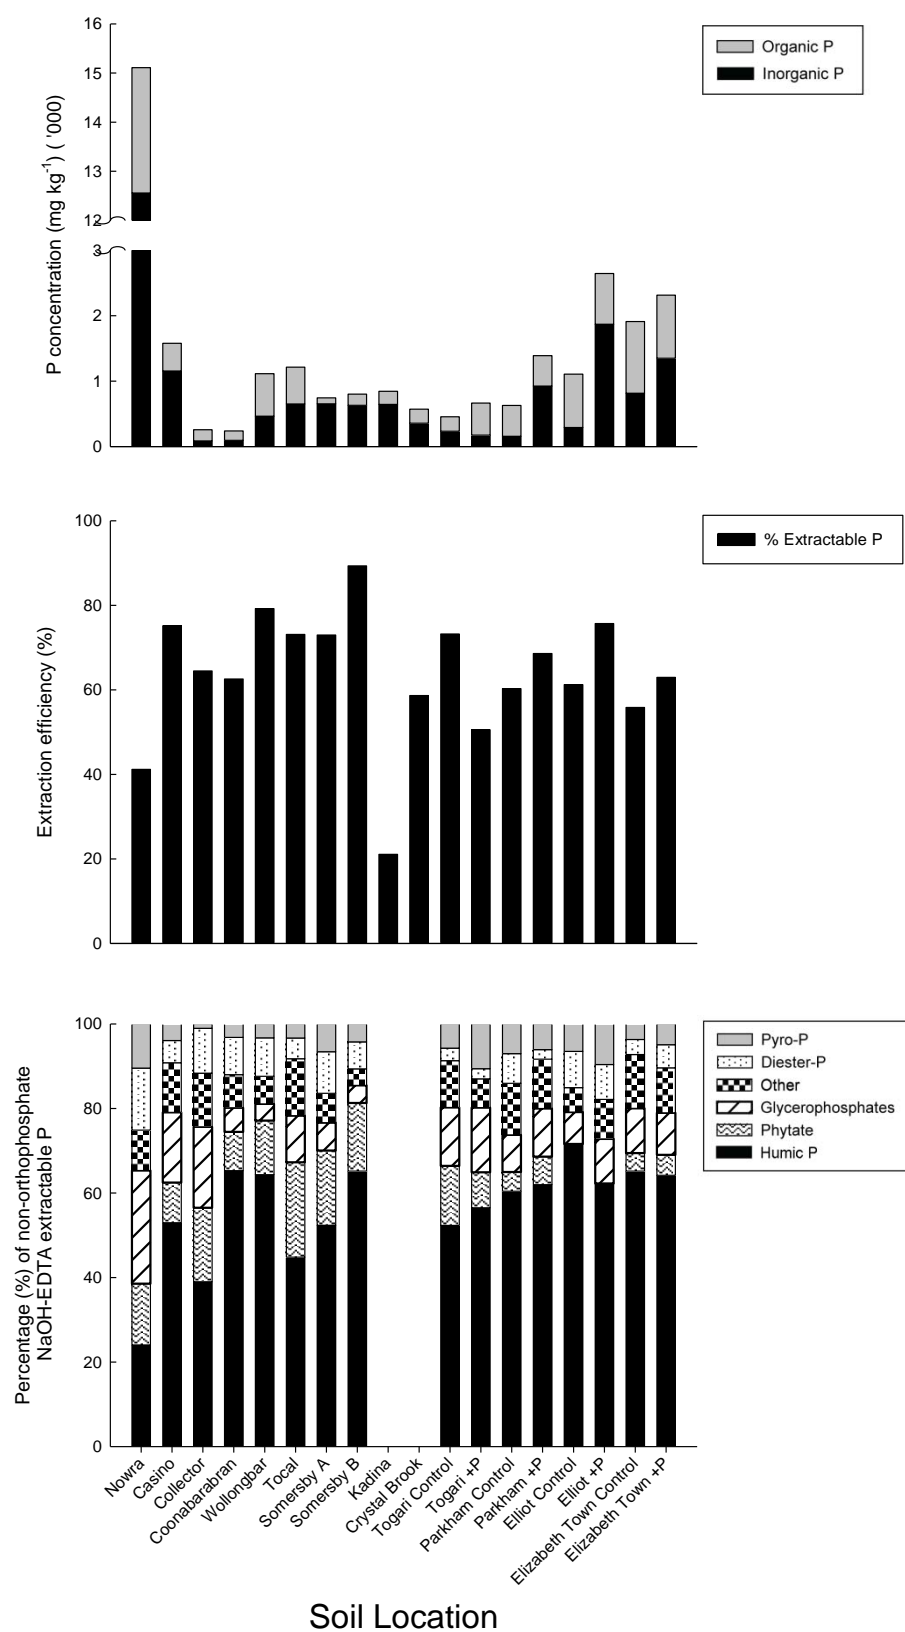 16
15
14
13
12
3
2
1
0
P concentration (mg kg⁻¹) ( '000)
Organic P
Inorganic P
100
80
60
40
20
0
Extraction efficiency (%)
% Extractable P
100
80
60
40
20
0
Percentage (%) of non-orthophosphate
NaOH-EDTA extractable P
Pyro-P
Diester-P
Other
Glycerophosphates
Phytate
Humic P
Nowra
Casino
Collector
Coonabarabran
Wollongbar
Tocal
Somersby A
Somersby B
Kadina
Crystal Brook
Togari Control
Togari +P
Parkham Control
Parkham +P
Elliot Control
Elliot +P
Elizabeth Town Control
Elizabeth Town +P
Soil Location